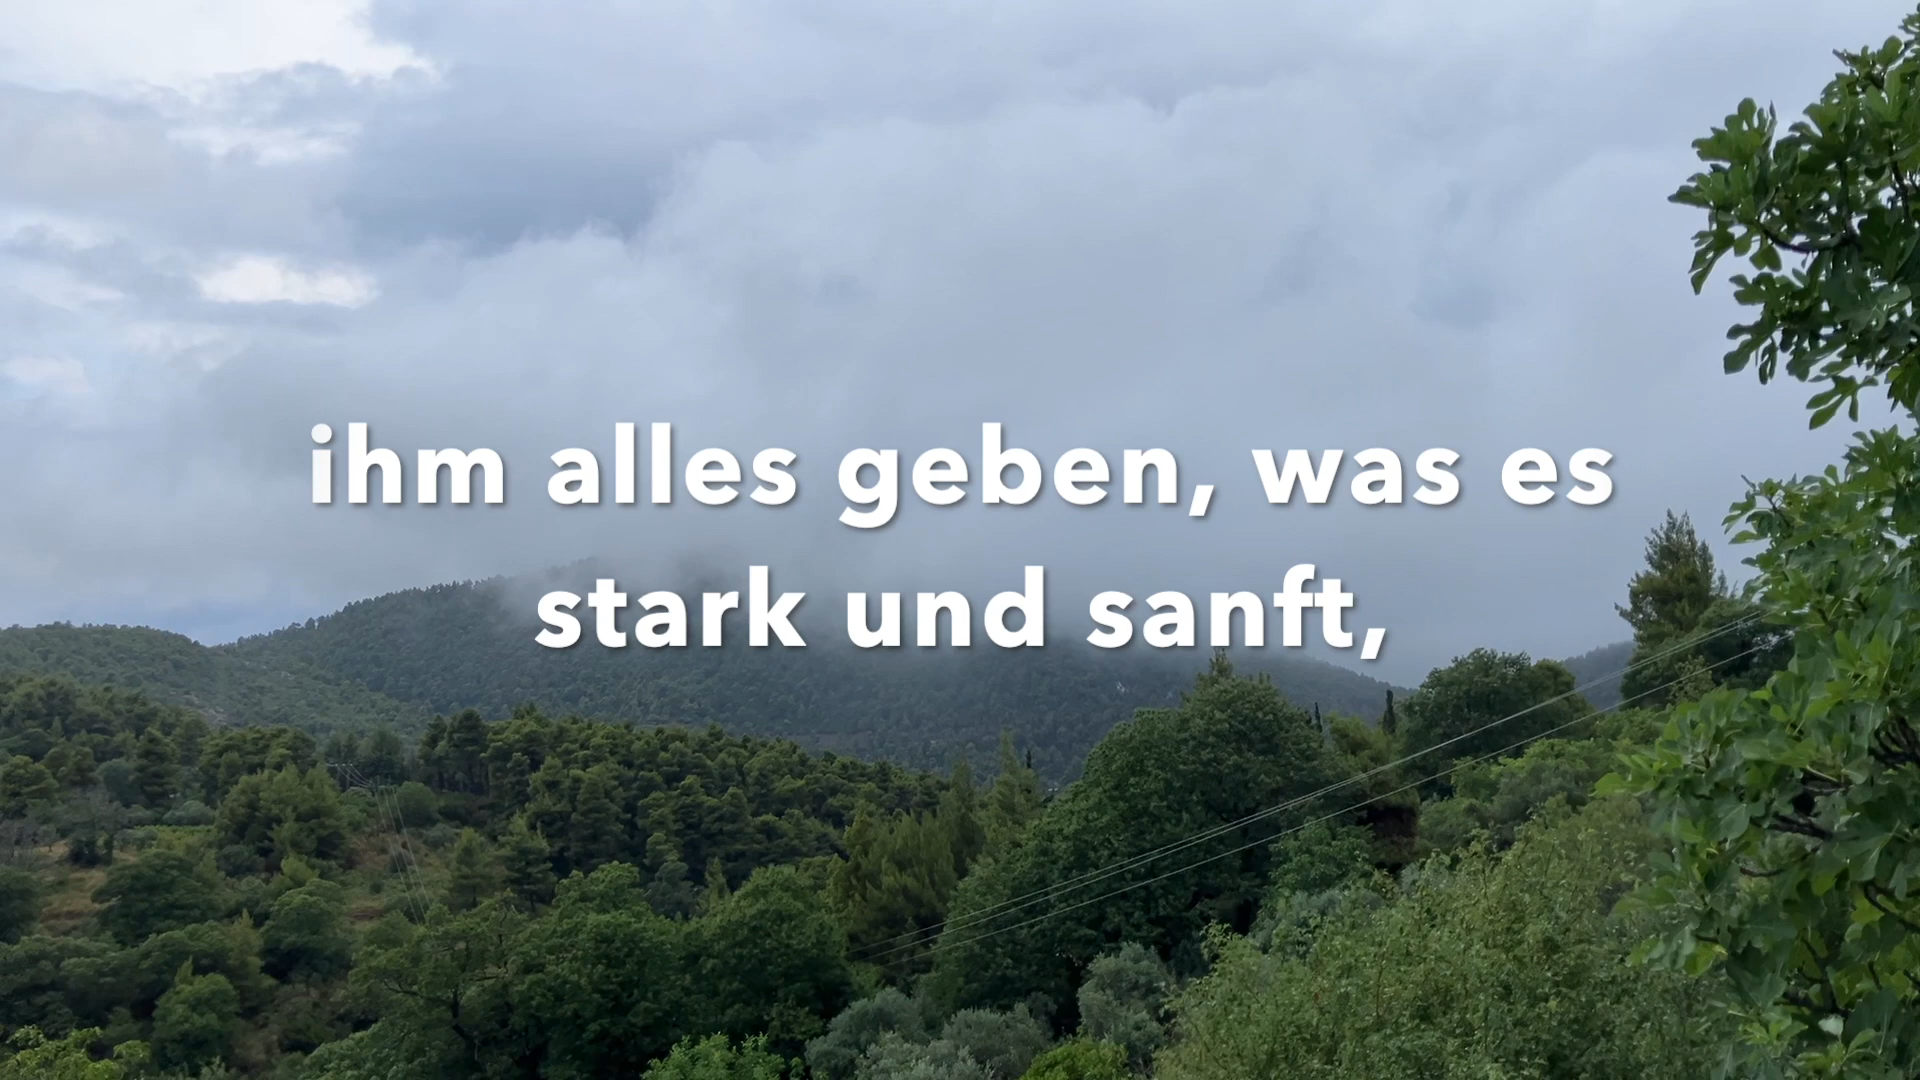 ihm alles geben, was es
stark und sanft,